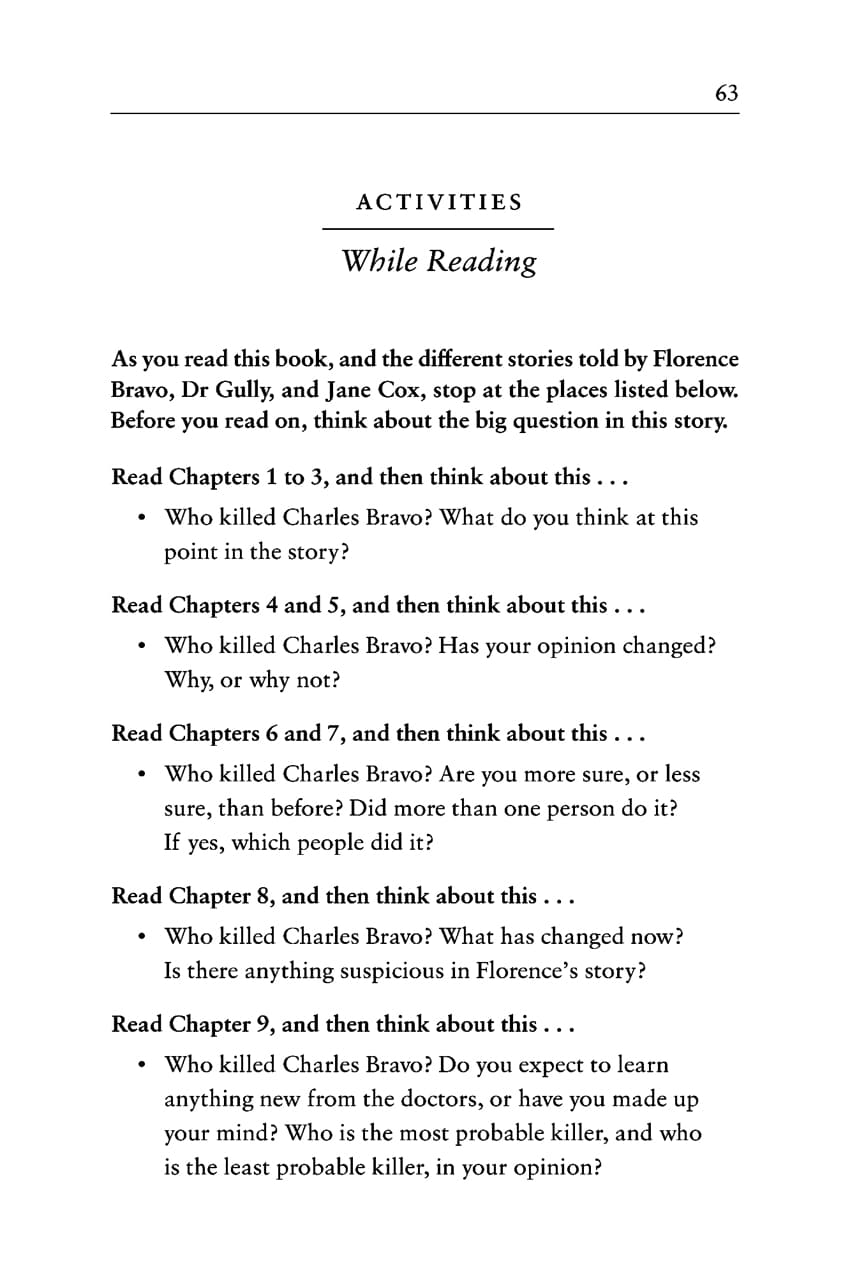 63
ACTIVITIES
While Reading
As you read this book, and the different stories told by Florence
Bravo, Dr Gully, and Jane Cox, stop at the places listed below.
Before you read on, think about the big question in this story.
Read Chapters 1 to 3, and then think about this . . .
• Who killed Charles Bravo? What do you think at this
point in the story?
Read Chapters 4 and 5, and then think about this . . .
• Who killed Charles Bravo? Has your opinion changed?
Why, or why not?
Read Chapters 6 and 7, and then think about this . . .
• Who killed Charles Bravo? Are you more sure, or less
sure, than before? Did more than one person do it?
If yes, which people did it?
Read Chapter 8, and then think about this . . .
• Who killed Charles Bravo? What has changed now?
Is there anything suspicious in Florence’s story?
Read Chapter 9, and then think about this . . .
• Who killed Charles Bravo? Do you expect to learn
anything new from the doctors, or have you made up
your mind? Who is the most probable killer, and who
is the least probable killer, in your opinion?